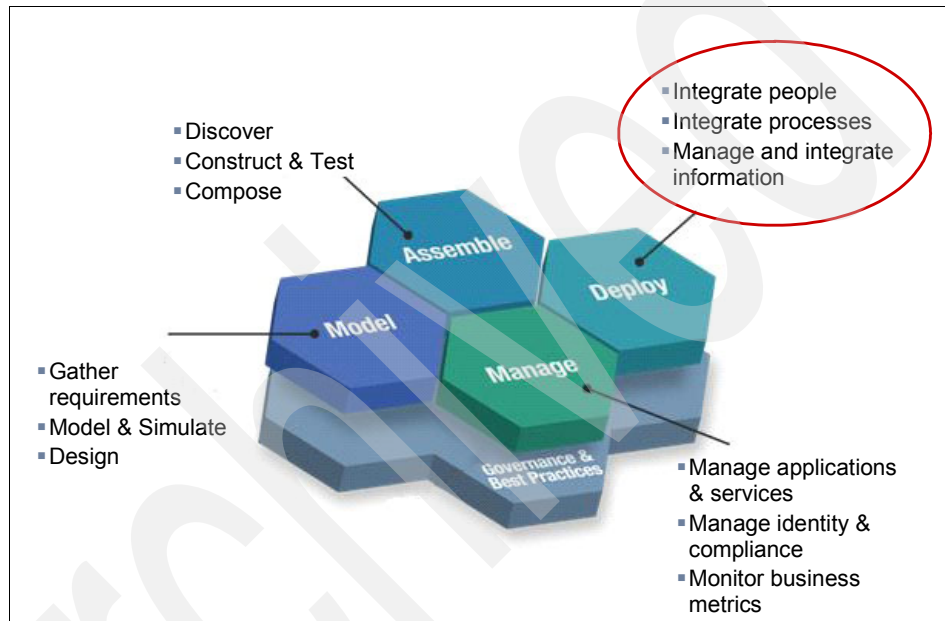 Integrate people
Integrate processes
Manage and integrate
information
Discover
Construct & Test
Compose
Assemble
Deploy
Model
Manage
Gather
requirements
Model & Simulate
Design
Governance &
Best Practices
Manage applications
& services
Manage identity &
compliance
Monitor business
metrics
rchived